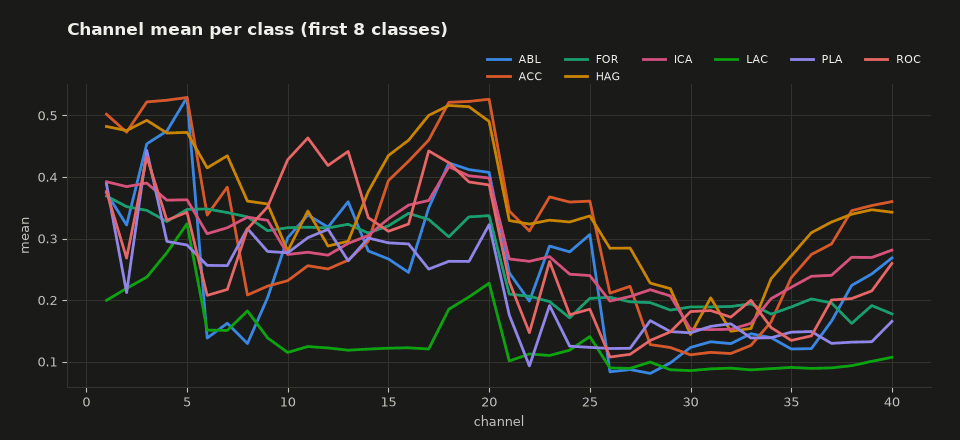 Channel mean per class (first 8 classes)
ABL FOR ICA LAC PLA ROC
ACC HAG
0.5
0.4
0.3
0.2
0.1
mean
0 5 10 15 20 25 30 35 40
channel